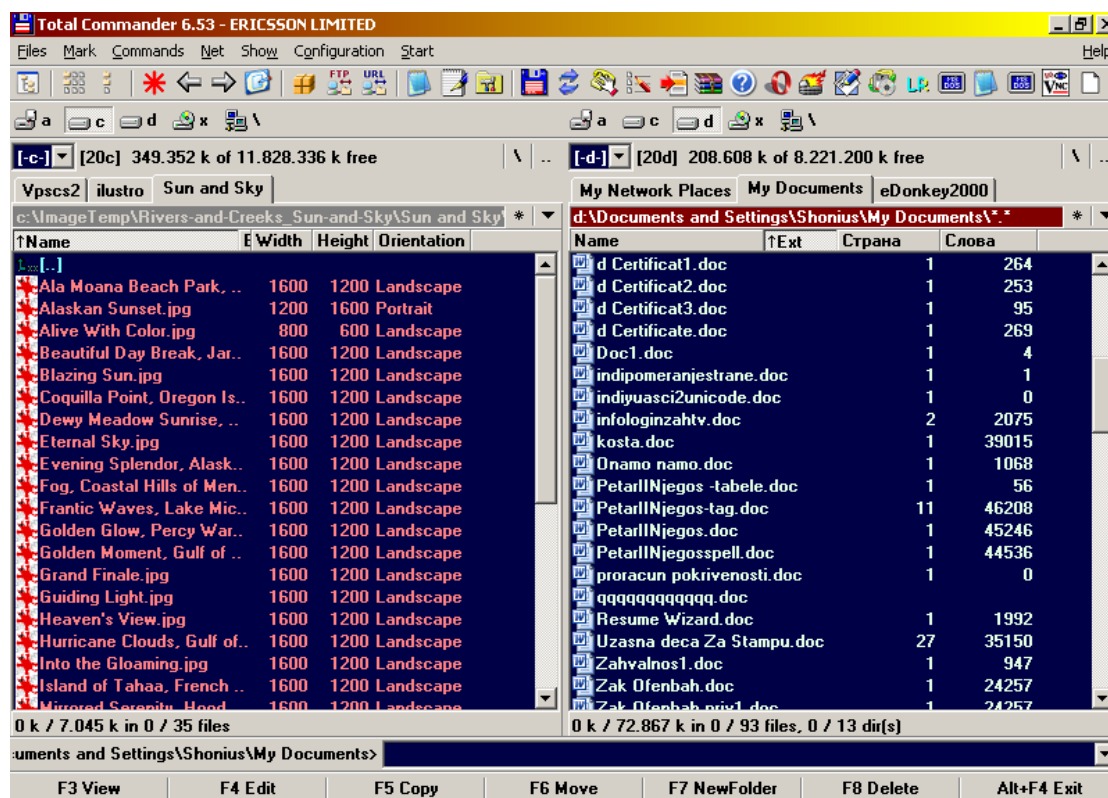 Total Commander 6.53 - ERICSSON LIMITED
Files Mark Commands Net Show Configuration Start Help
FTP URL L.R. VNC
a c d x \ a c d x \
[-c-] [20c] 349.352 k of 11.828.336 k free \ .. [-d-] [20d] 208.608 k of 8.221.200 k free \ ..
Vpscs2 ilustro Sun and Sky My Network Places My Documents eDonkey2000
c:\ImageTemp\Rivers-and-Creeks_Sun-and-Sky\Sun and Sky\ * d:\Documents and Settings\Shonius\My Documents\*.* *
↑Name E Width Height Orientation Name ↑Ext Страна Слова
[..] d Certificat1.doc 1 264
Ala Moana Beach Park, .. 1600 1200 Landscape d Certificat2.doc 1 253
Alaskan Sunset.jpg 1200 1600 Portrait d Certificat3.doc 1 95
Alive With Color.jpg 800 600 Landscape d Certificate.doc 1 269
Beautiful Day Break, Jar.. 1600 1200 Landscape Doc1.doc 1 4
Blazing Sun.jpg 1600 1200 Landscape indipomeranjestrane.doc 1 1
Coquilla Point, Oregon Is.. 1600 1200 Landscape indiyuasci2unicode.doc 1 0
Dewy Meadow Sunrise, .. 1600 1200 Landscape infologinzahtv.doc 2 2075
Eternal Sky.jpg 1600 1200 Landscape kosta.doc 1 39015
Evening Splendor, Alask.. 1600 1200 Landscape Onamo namo.doc 1 1068
Fog, Coastal Hills of Men.. 1600 1200 Landscape PetarIINjegos -tabele.doc 1 56
Frantic Waves, Lake Mic.. 1600 1200 Landscape PetarIINjegos-tag.doc 11 46208
Golden Glow, Percy War.. 1600 1200 Landscape PetarIINjegos.doc 1 45246
Golden Moment, Gulf of .. 1600 1200 Landscape PetarIINjegosspell.doc 1 44536
Grand Finale.jpg 1600 1200 Landscape proracun pokrivenosti.doc 1 0
Guiding Light.jpg 1600 1200 Landscape qqqqqqqqqqqq.doc
Heaven's View.jpg 1600 1200 Landscape Resume Wizard.doc 1 1992
Hurricane Clouds, Gulf of.. 1600 1200 Landscape Uzasna deca Za Stampu.doc 27 35150
Into the Gloaming.jpg 1600 1200 Landscape Zahvalnos1.doc 1 947
Island of Tahaa, French .. 1600 1200 Landscape Zak Ofenbah.doc 1 24257
Mirrored Serenity, Hood 1600 1200 Landscape Zak Ofenbah prix1.doc 1 24257
0 k / 7.045 k in 0 / 35 files 0 k / 72.867 k in 0 / 93 files, 0 / 13 dir(s)
cuments and Settings\Shonius\My Documents>
F3 View F4 Edit F5 Copy F6 Move F7 NewFolder F8 Delete Alt+F4 Exit